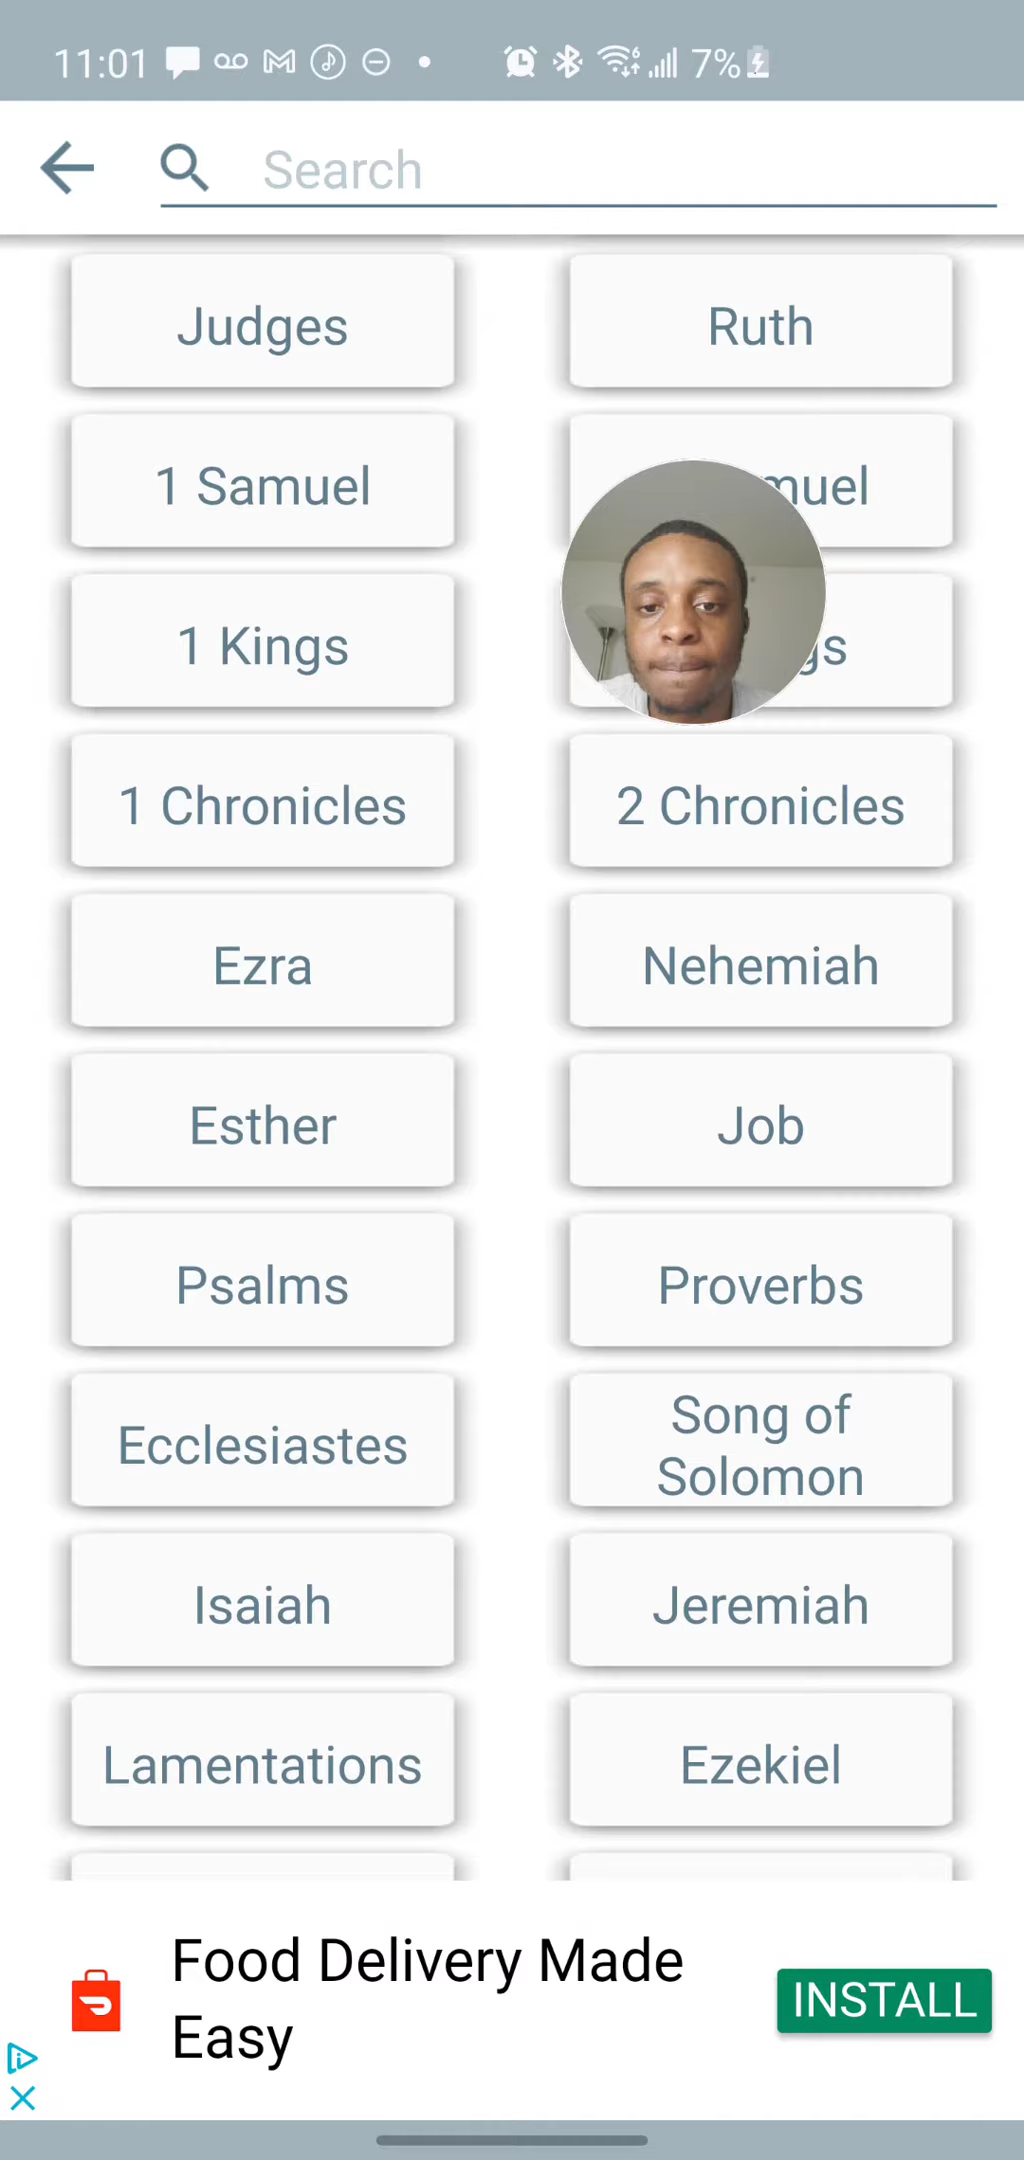 11:01 7%
Search
Judges Ruth
1 Samuel
1 Kings
1 Chronicles 2 Chronicles
Ezra Nehemiah
Esther Job
Psalms Proverbs
Ecclesiastes Song of
Solomon
Isaiah Jeremiah
Lamentations Ezekiel
Food Delivery Made
Easy
INSTALL